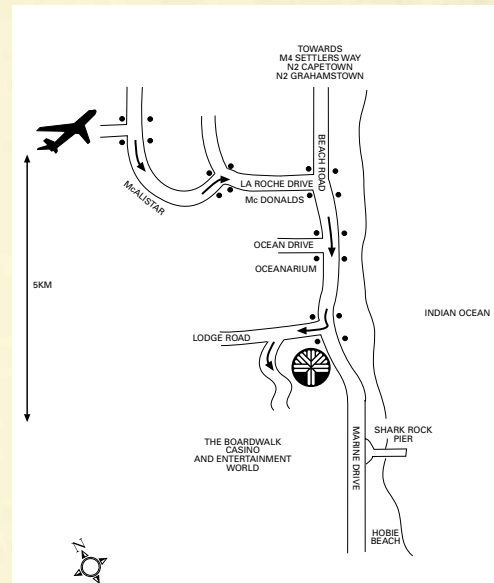 TOWARDS
M4 SETTLERS WAY
N2 CAPETOWN
N2 GRAHAMSTOWN
BEACH ROAD
McALISTAR
LA ROCHE DRIVE
Mc DONALDS
OCEAN DRIVE
OCEANARIUM
5KM
INDIAN OCEAN
LODGE ROAD
THE BOARDWALK
CASINO
AND ENTERTAINMENT
WORLD
MARINE DRIVE
SHARK ROCK
PIER
HOBIE
BEACH
N